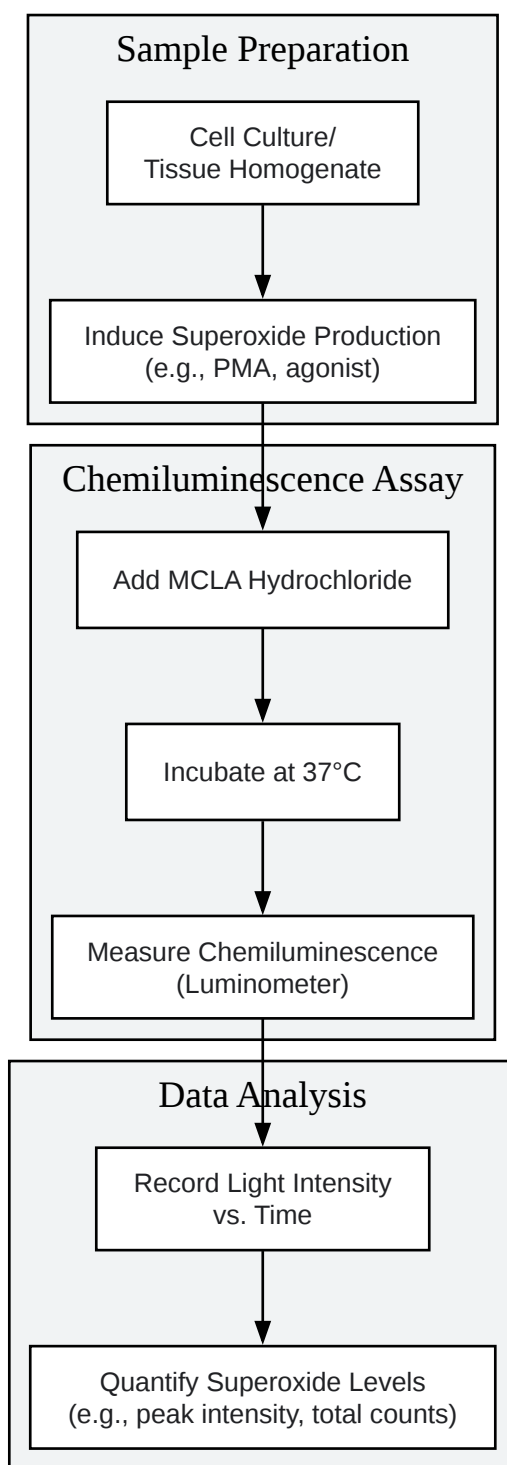 Sample Preparation
Cell Culture/
Tissue Homogenate
Induce Superoxide Production
(e.g., PMA, agonist)
Chemiluminescence Assay
Add MCLA Hydrochloride
Incubate at 37°C
Measure Chemiluminescence
(Luminometer)
Data Analysis
Record Light Intensity
vs. Time
Quantify Superoxide Levels
(e.g., peak intensity, total counts)